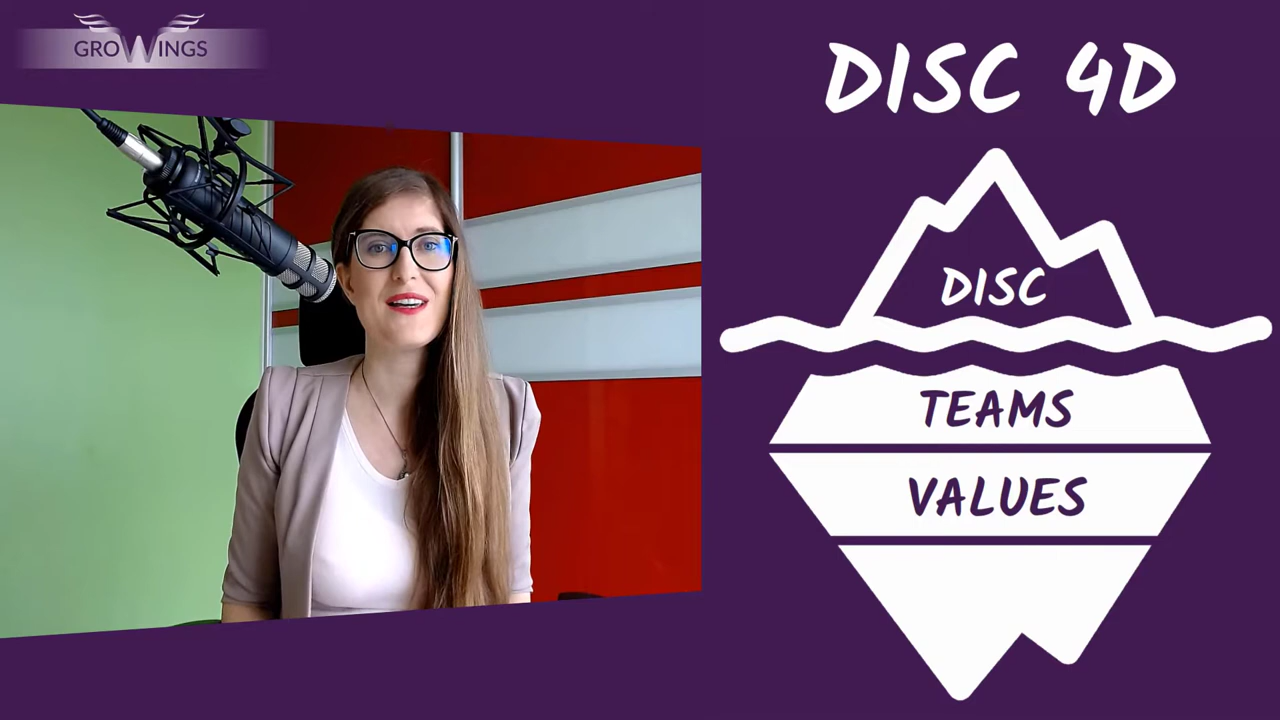 GROWINGS
DISC 4D
DISC
TEAMS
VALUES